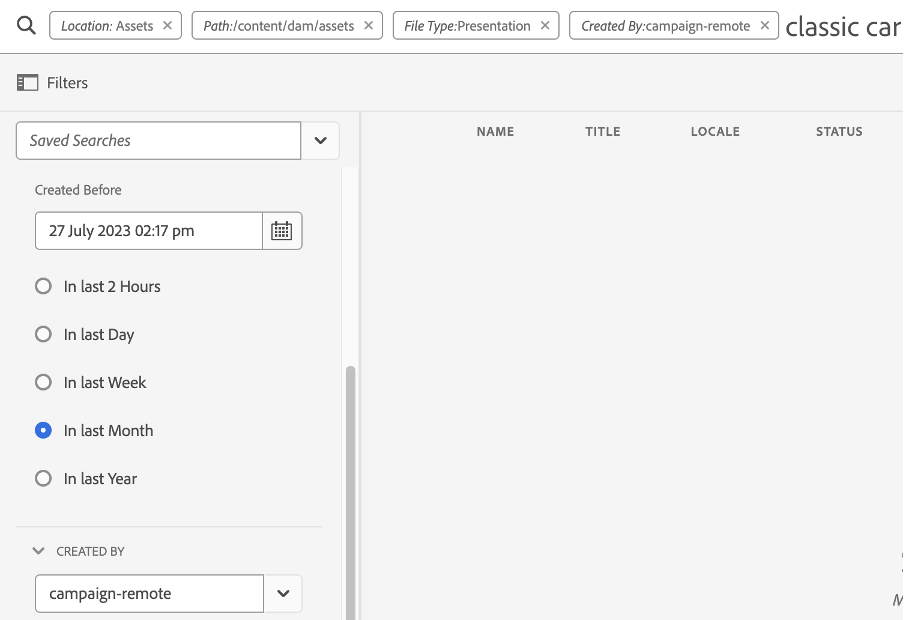 Location: Assets Path:/content/dam/assets File Type:Presentation Created By:campaign-remote classic car
Filters
Saved Searches
NAME TITLE LOCALE STATUS
Created Before
27 July 2023 02:17 pm
In last 2 Hours
In last Day
In last Week
In last Month
In last Year
CREATED BY
campaign-remote